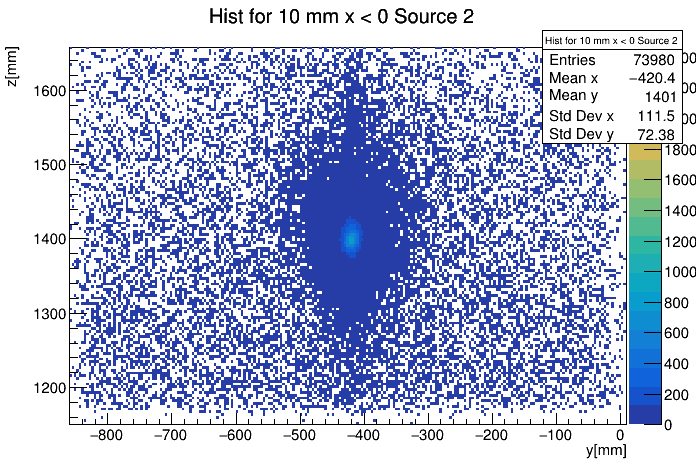 Hist for 10 mm x < 0 Source 2
z[mm]
Hist for 10 mm x < 0 Source 2
Entries 73980
Mean x −420.4
Mean y 1401
Std Dev x 111.5
Std Dev y 72.38
1600
1500
1400
1300
1200
−800 −700 −600 −500 −400 −300 −200 −100 0
y[mm]
1800
1600
1400
1200
1000
800
600
400
200
0